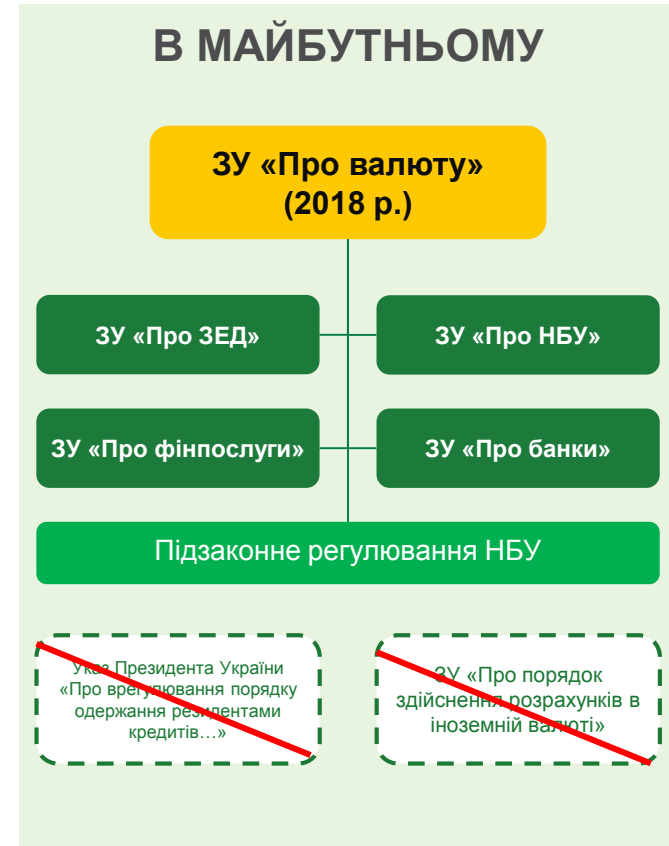 В МАЙБУТНЬОМУ
ЗУ «Про валюту»
(2018 р.)
ЗУ «Про ЗЕД»
ЗУ «Про НБУ»
ЗУ «Про фінпослуги»
ЗУ «Про банки»
Підзаконне регулювання НБУ
Указ Президента України
«Про врегулювання порядку
одержання резидентами
кредитів…»
ЗУ «Про порядок
здійснення розрахунків в
іноземній валюті»